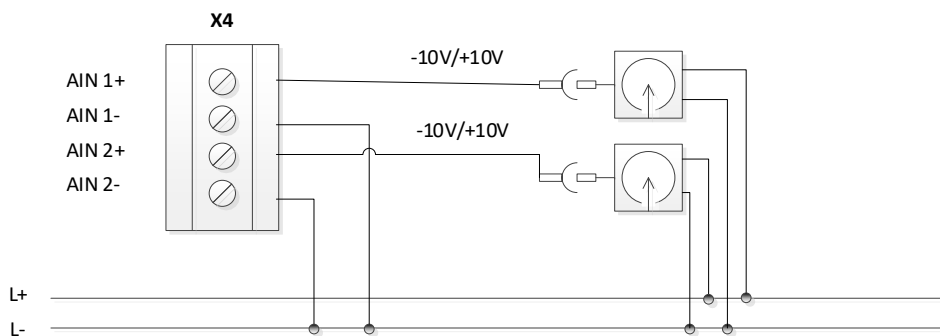 X4
AIN 1+
-10V/+10V
AIN 1-
AIN 2+
-10V/+10V
AIN 2-
L+
L-